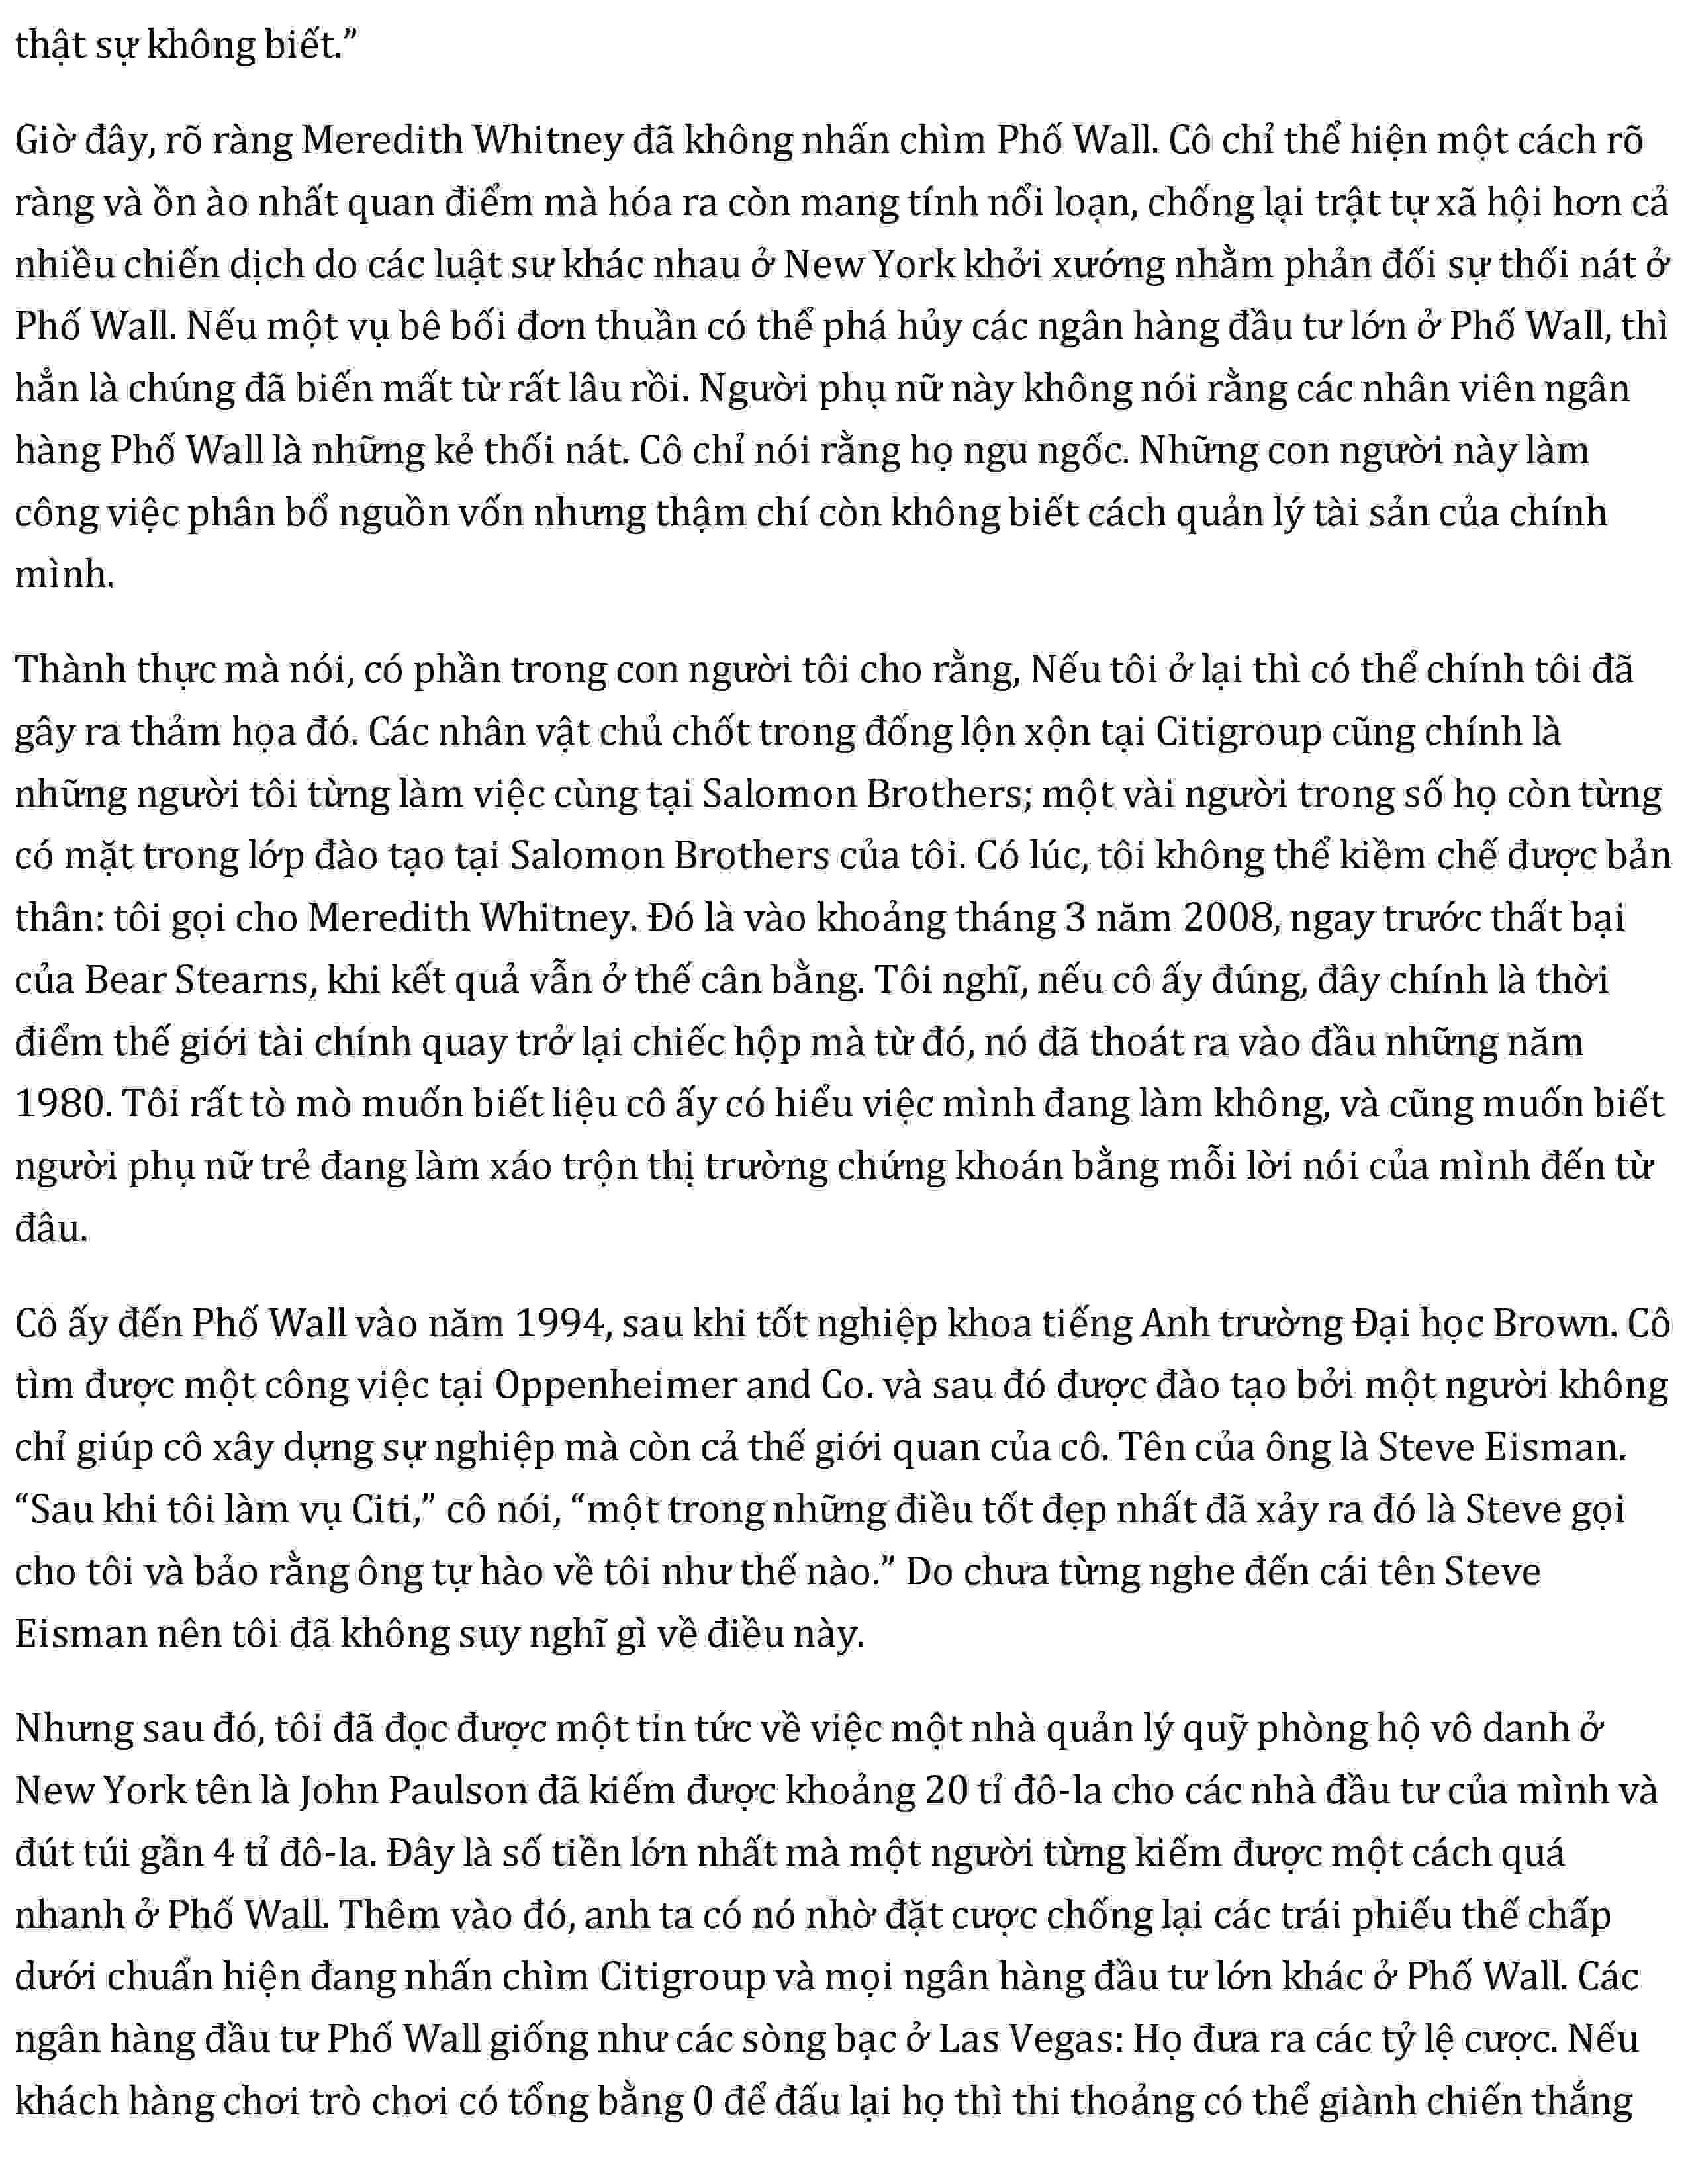 thật sự không biết.”
Giờ đây, rõ ràng Meredith Whitney đã không nhấn chìm Phố Wall. Cô chỉ thể hiện một cách rõ
ràng và ồn ào nhất quan điểm mà hóa ra còn mang tính nổi loạn, chống lại trật tự xã hội hơn cả
nhiều chiến dịch do các luật sư khác nhau ở New York khởi xướng nhằm phản đối sự thối nát ở
Phố Wall. Nếu một vụ bê bối đơn thuần có thể phá hủy các ngân hàng đầu tư lớn ở Phố Wall, thì
hẳn là chúng đã biến mất từ rất lâu rồi. Người phụ nữ này không nói rằng các nhân viên ngân
hàng Phố Wall là những kẻ thối nát. Cô chỉ nói rằng họ ngu ngốc. Những con người này làm
công việc phân bổ nguồn vốn nhưng thậm chí còn không biết cách quản lý tài sản của chính
mình.
Thành thực mà nói, có phần trong con người tôi cho rằng, Nếu tôi ở lại thì có thể chính tôi đã
gây ra thảm họa đó. Các nhân vật chủ chốt trong đống lộn xộn tại Citigroup cũng chính là
những người tôi từng làm việc cùng tại Salomon Brothers; một vài người trong số họ còn từng
có mặt trong lớp đào tạo tại Salomon Brothers của tôi. Có lúc, tôi không thể kiềm chế được bản
thân: tôi gọi cho Meredith Whitney. Đó là vào khoảng tháng 3 năm 2008, ngay trước thất bại
của Bear Stearns, khi kết quả vẫn ở thế cân bằng. Tôi nghĩ, nếu cô ấy đúng, đây chính là thời
điểm thế giới tài chính quay trở lại chiếc hộp mà từ đó, nó đã thoát ra vào đầu những năm
1980. Tôi rất tò mò muốn biết liệu cô ấy có hiểu việc mình đang làm không, và cũng muốn biết
người phụ nữ trẻ đang làm xáo trộn thị trường chứng khoán bằng mỗi lời nói của mình đến từ
đâu.
Cô ấy đến Phố Wall vào năm 1994, sau khi tốt nghiệp khoa tiếng Anh trường Đại học Brown. Cô
tìm được một công việc tại Oppenheimer and Co. và sau đó được đào tạo bởi một người không
chỉ giúp cô xây dựng sự nghiệp mà còn cả thế giới quan của cô. Tên của ông là Steve Eisman.
“Sau khi tôi làm vụ Citi,” cô nói, “một trong những điều tốt đẹp nhất đã xảy ra đó là Steve gọi
cho tôi và bảo rằng ông tự hào về tôi như thế nào.” Do chưa từng nghe đến cái tên Steve
Eisman nên tôi đã không suy nghĩ gì về điều này.
Nhưng sau đó, tôi đã đọc được một tin tức về việc một nhà quản lý quỹ phòng hộ vô danh ở
New York tên là John Paulson đã kiếm được khoảng 20 tỉ đô-la cho các nhà đầu tư của mình và
đút túi gần 4 tỉ đô-la. Đây là số tiền lớn nhất mà một người từng kiếm được một cách quá
nhanh ở Phố Wall. Thêm vào đó, anh ta có nó nhờ đặt cược chống lại các trái phiếu thế chấp
dưới chuẩn hiện đang nhấn chìm Citigroup và mọi ngân hàng đầu tư lớn khác ở Phố Wall. Các
ngân hàng đầu tư Phố Wall giống như các sòng bạc ở Las Vegas: Họ đưa ra các tỷ lệ cược. Nếu
khách hàng chơi trò chơi có tổng bằng 0 để đấu lại họ thì thi thoảng có thể giành chiến thắng